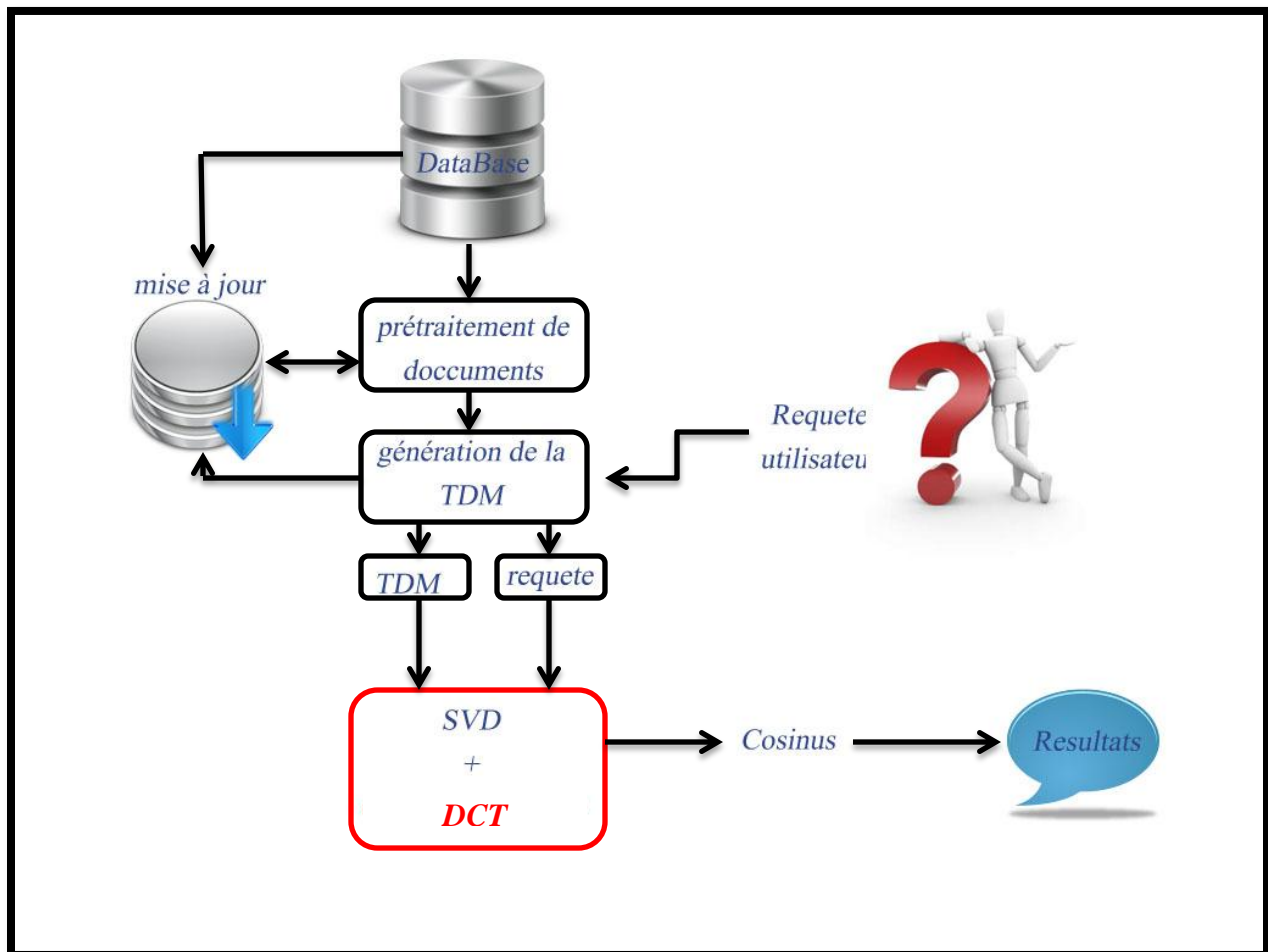 DataBase
mise à jour
prétraitement de
doccuments
génération de la
TDM
Requete
utilisateu
TDM
requete
SVD
+
DCT
Cosinus
Resultats